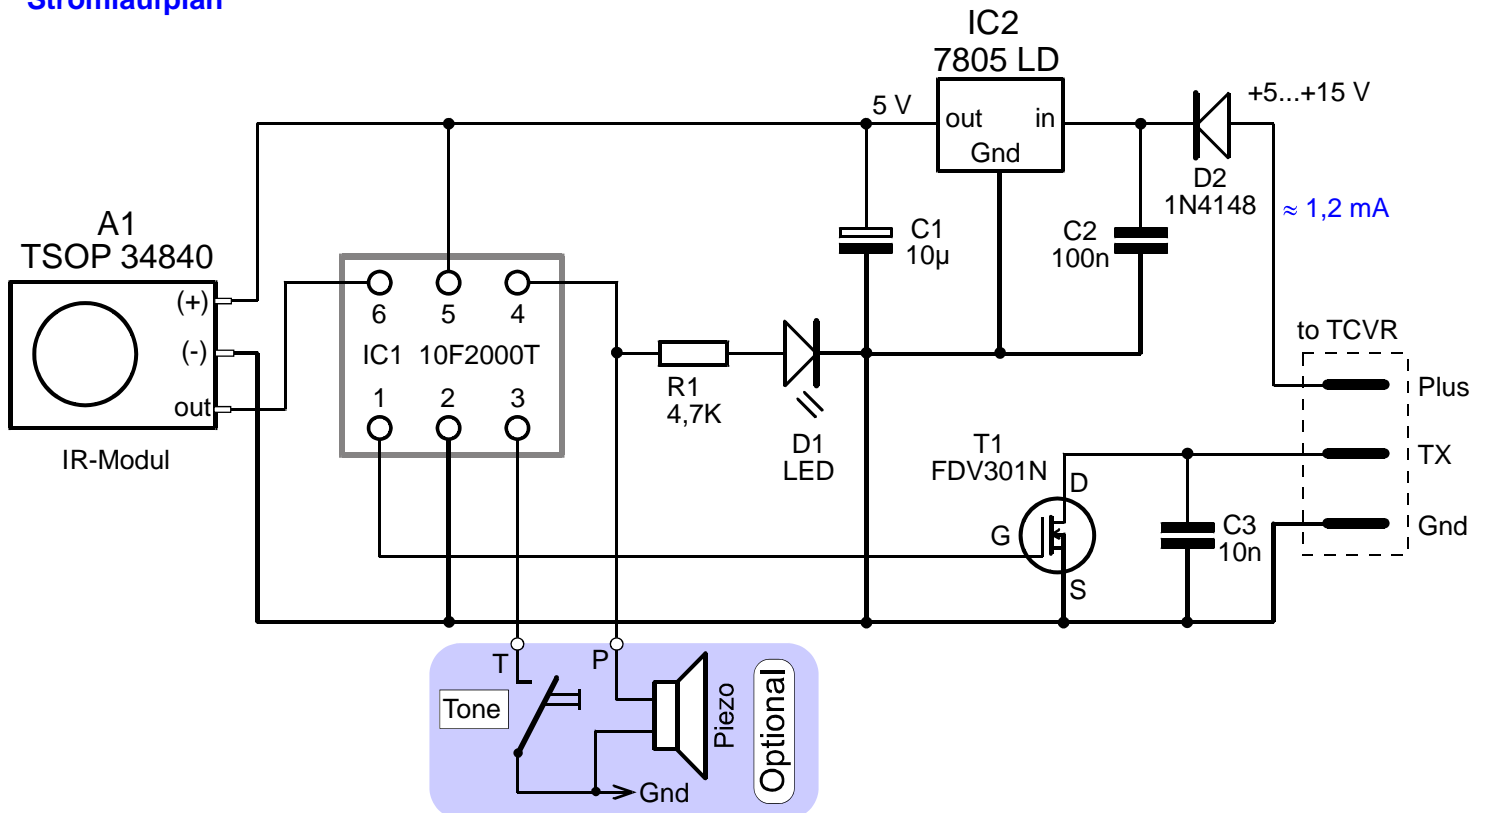 Stromlaufplan
IC2
7805 LD
5 V
out
in
Gnd
+5...+15 V
D2
1N4148
≈ 1,2 mA
A1
TSOP 34840
(+)
(-)
out
IR-Modul
6
5
4
IC1 10F2000T
1
2
3
C1
10µ
C2
100n
R1
4,7K
D1
LED
to TCVR
Plus
TX
Gnd
T1
FDV301N
D
G
S
C3
10n
T
P
Tone
Piezo
Optional
Gnd